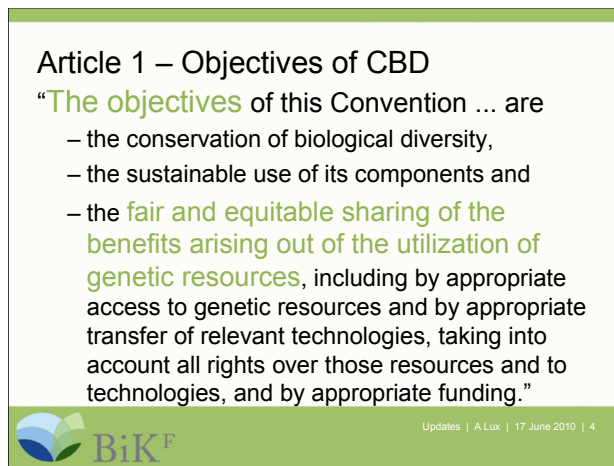 Article 1 – Objectives of CBD
“The objectives of this Convention ... are
– the conservation of biological diversity,
– the sustainable use of its components and
– the fair and equitable sharing of the
benefits arising out of the utilization of
genetic resources, including by appropriate
access to genetic resources and by appropriate
transfer of relevant technologies, taking into
account all rights over those resources and to
technologies, and by appropriate funding.”
Updates | A Lux | 17 June 2010 | 4
BiK F